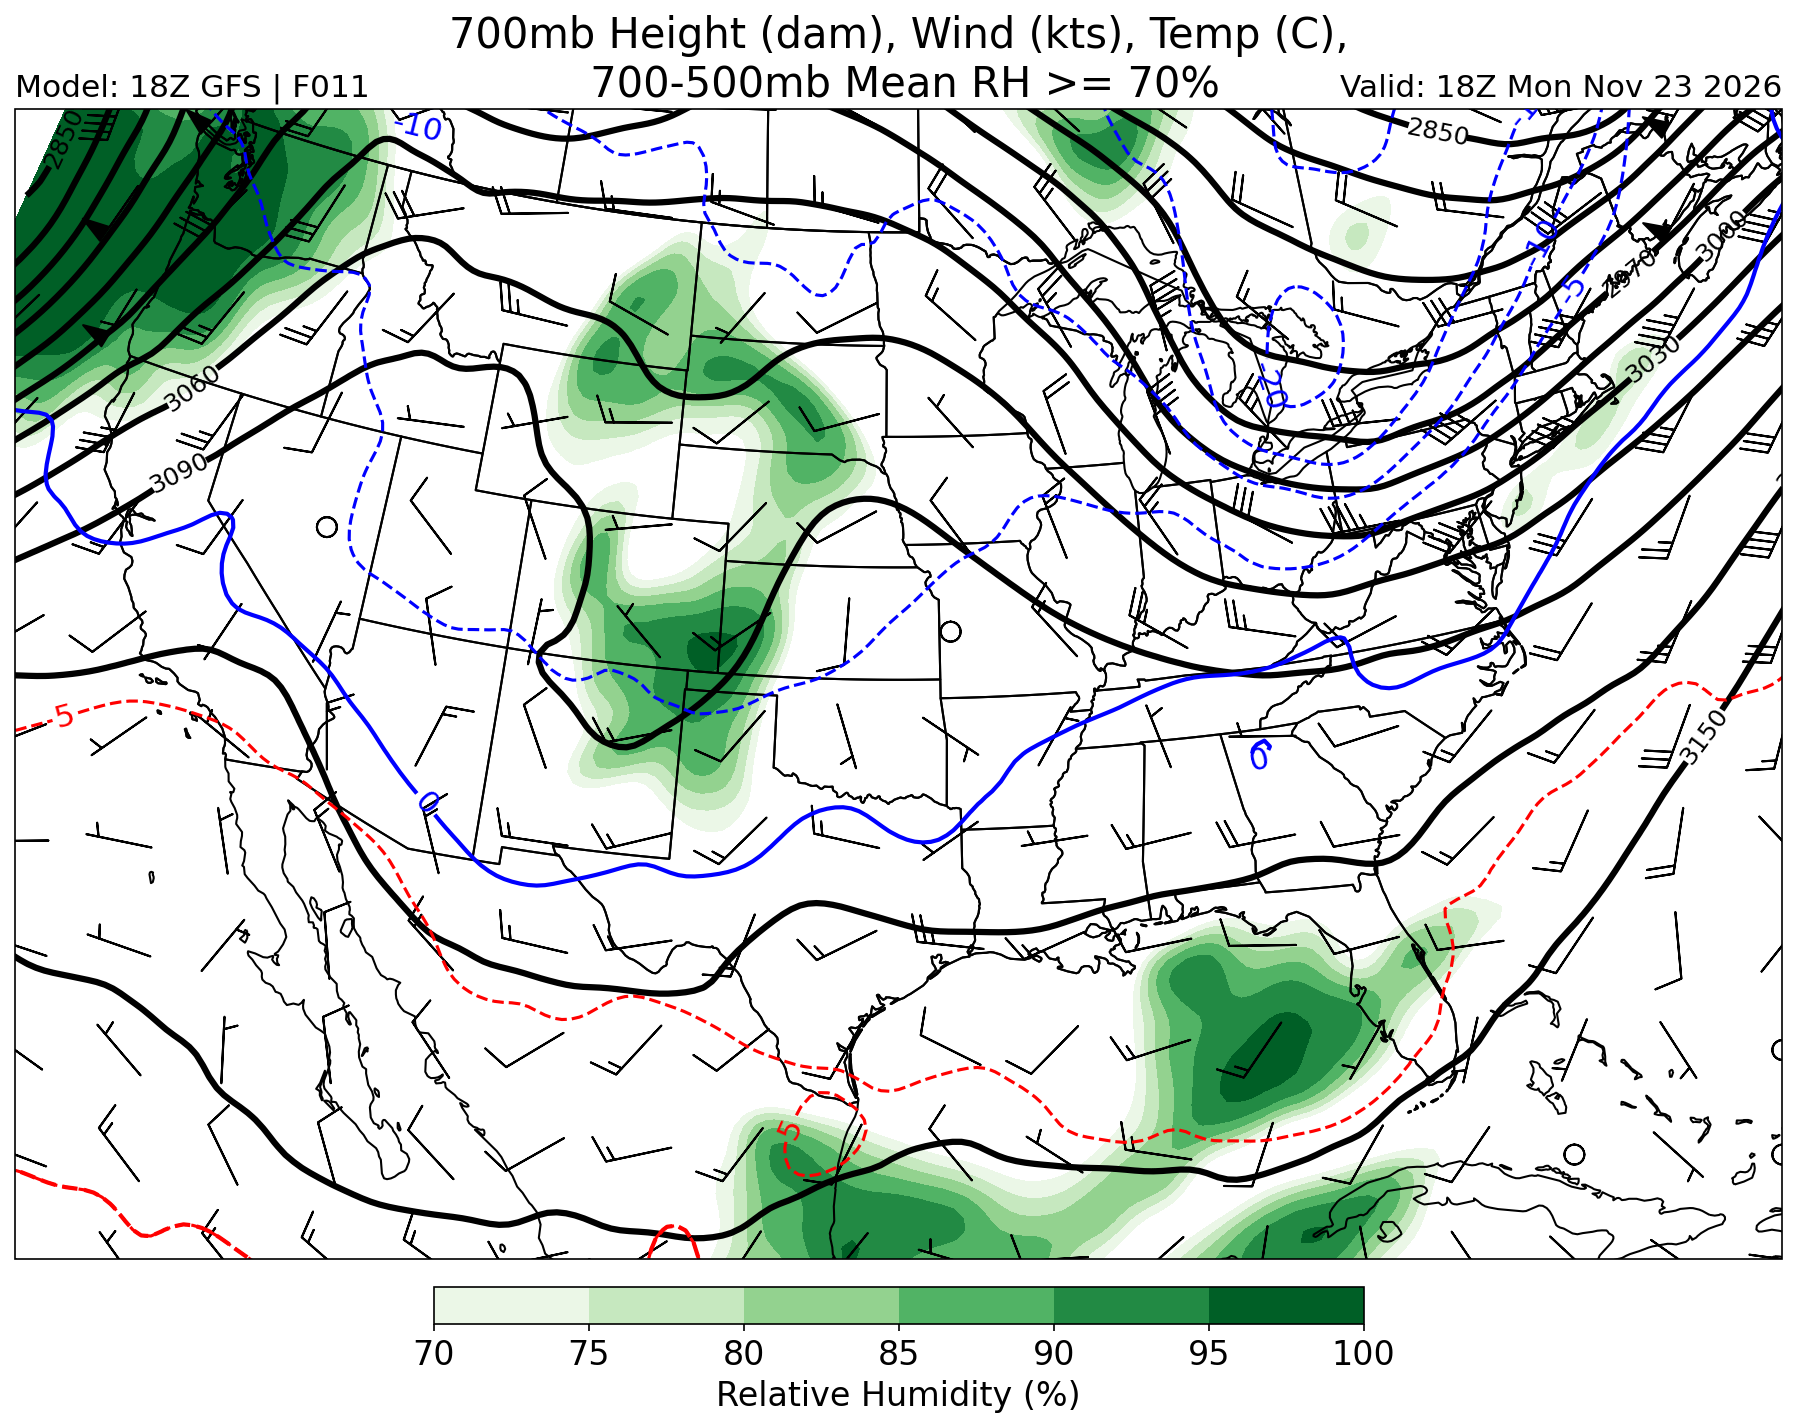 700mb Height (dam), Wind (kts), Temp (C),
700-500mb Mean RH >= 70%
Model: 18Z GFS | F011
Valid: 18Z Mon Nov 23 2026
2850
-10
2850
3000
-10
2970
-5
3030
3060
-20
3090
5
3150
0
0
5
70 75 80 85 90 95 100
Relative Humidity (%)